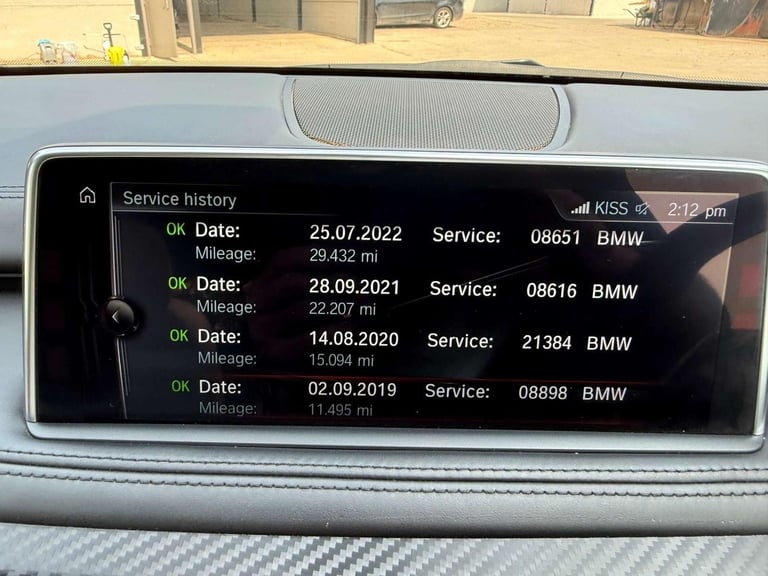 Service history KISS 2:12 pm
OK Date: 25.07.2022 Service: 08651 BMW
Mileage: 29.432 mi
OK Date: 28.09.2021 Service: 08616 BMW
Mileage: 22.207 mi
OK Date: 14.08.2020 Service: 21384 BMW
Mileage: 15.094 mi
OK Date: 02.09.2019 Service: 08898 BMW
Mileage: 11.495 mi